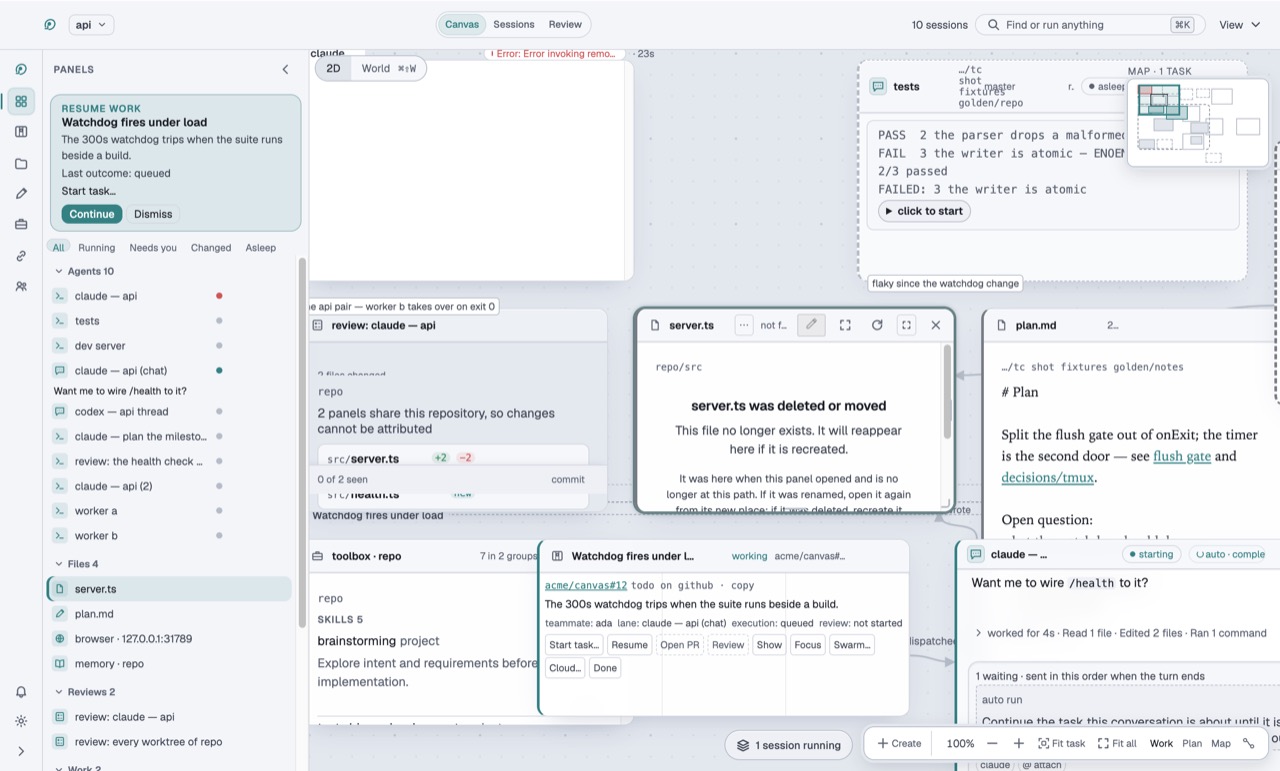 api
Canvas
Sessions
Review
10 sessions
Find or run anything
⌘K
View
PANELS
RESUME WORK
Watchdog fires under load
The 300s watchdog trips when the suite runs
beside a build.
Last outcome: queued
Start task…
Continue
Dismiss
All
Running
Needs you
Changed
Asleep
Agents 10
claude — api
tests
dev server
claude — api (chat)
Want me to wire /health to it?
codex — api thread
claude — plan the milesto…
review: the health check …
claude — api (2)
worker a
worker b
Files 4
server.ts
plan.md
browser · 127.0.0.1:31789
memory · repo
Reviews 2
review: claude — api
review: every worktree of repo
Work 2
claude
Error: Error invoking remo…
· 23s
2D
World ⌘⇧W
tests
…/tc
shot
fixtures
golden/repo
master
r.
asleep
MAP · 1 TASK
PASS 2 the parser drops a malformed
FAIL 3 the writer is atomic — ENOEN
2/3 passed
FAILED: 3 the writer is atomic
▶ click to start
flaky since the watchdog change
e api pair — worker b takes over on exit 0
review: claude — api
2 files changed
repo
2 panels share this repository, so changes
cannot be attributed
src/server.ts +2 −2
0 of 2 seen
commit
src/health.ts new
Watchdog fires under load
server.ts
… not f…
repo/src
server.ts was deleted or moved
This file no longer exists. It will reappear
here if it is recreated.
It was here when this panel opened and is no
longer at this path. If it was renamed, open it again
from its new place; if it was deleted, recreate it
plan.md
2…
…/tc shot fixtures golden/notes
# Plan
Split the flush gate out of onExit; the timer
is the second door — see flush gate and
decisions/tmux.
Open question:
toolbox · repo
7 in 2 groups
repo
SKILLS 5
brainstorming project
Explore intent and requirements before
implementation.
Watchdog fires under l…
working
acme/canvas#…
acme/canvas#12 todo on github · copy
The 300s watchdog trips when the suite runs beside a build.
teammate: ada lane: claude — api (chat) execution: queued review: not started
Start task…
Resume
Open PR
Review
Show
Focus
Swarm…
Cloud…
Done
dispatched
claude — …
starting
auto · comple
Want me to wire /health to it?
worked for 4s · Read 1 file · Edited 2 files · Ran 1 command
1 waiting · sent in this order when the turn ends
auto run
Continue the task this conversation is about until it is
claude
@ attach
1 session running
Create
100%
Fit task
Fit all
Work
Plan
Map